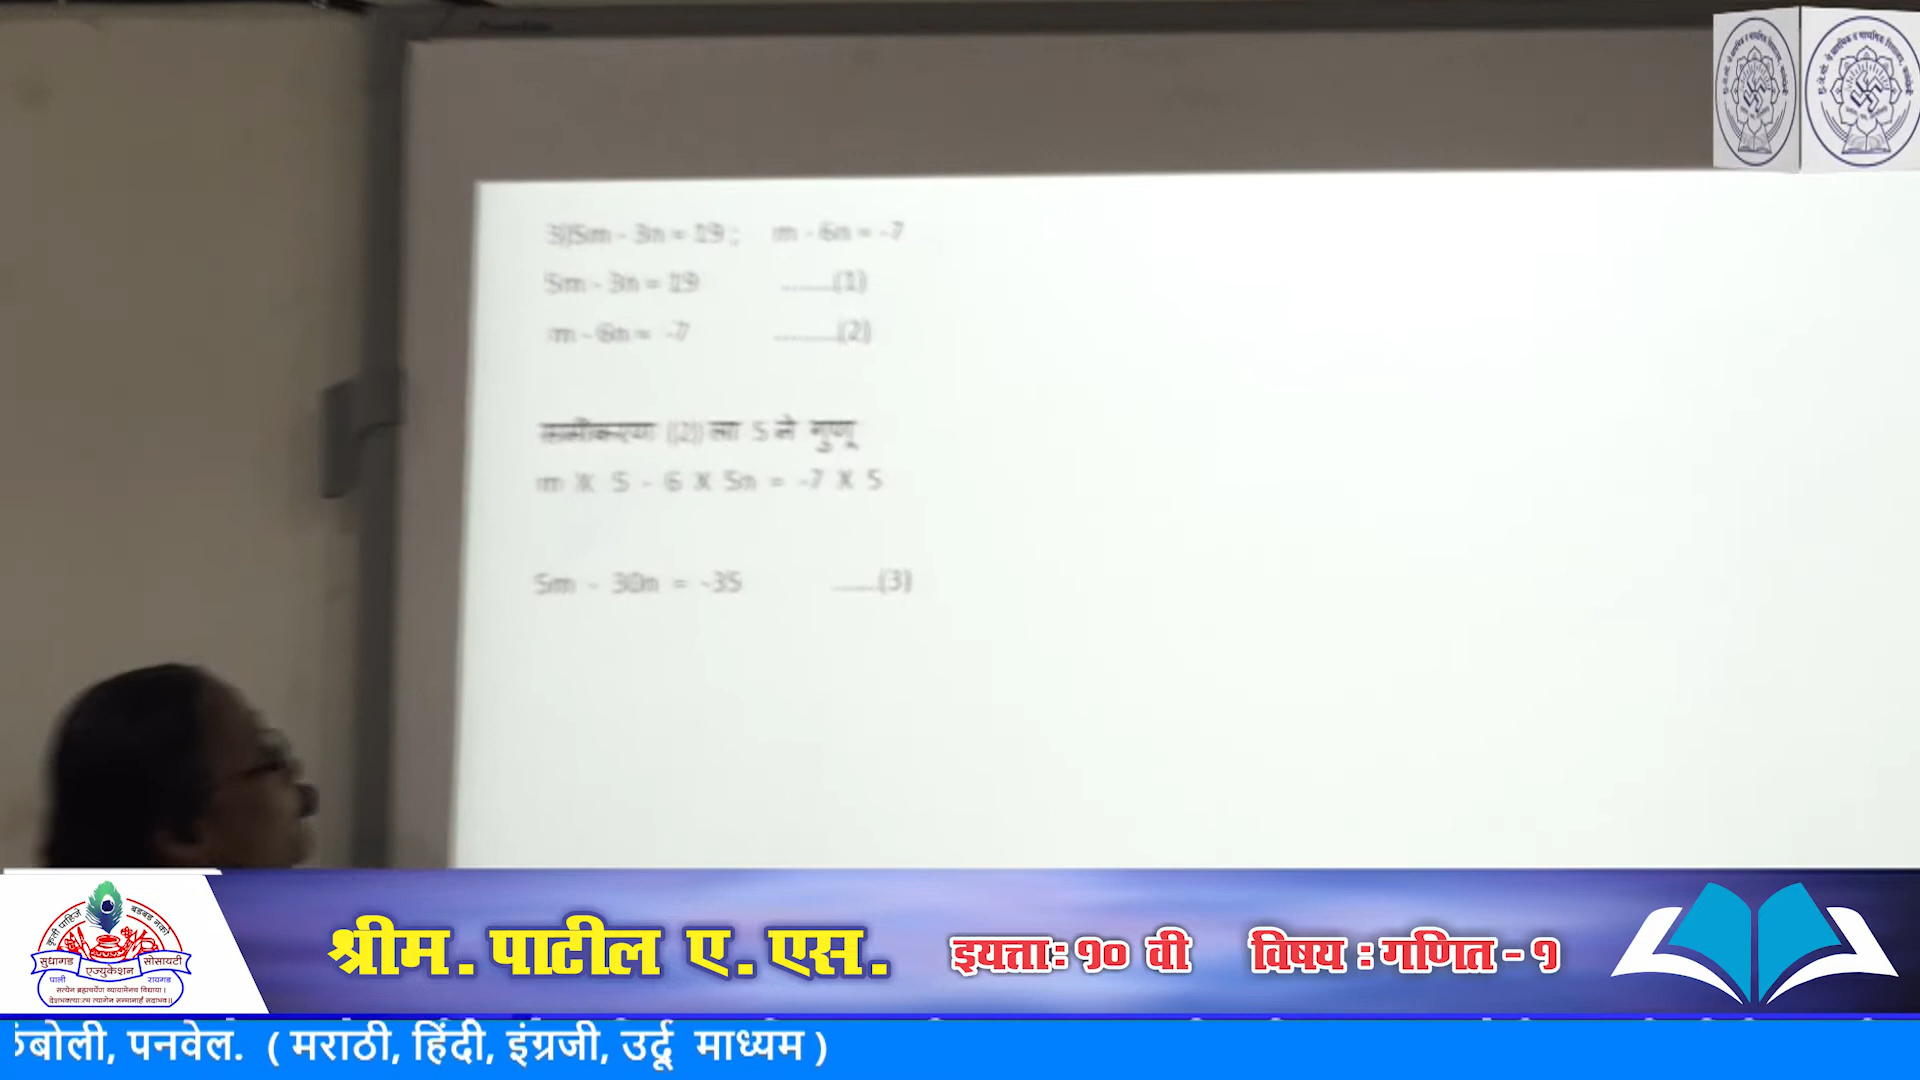 3)5m - 3n = 19 ; m - 6n = -7
5m - 3n = 19 ........(1)
m - 6n = -7 ..........(2)
समीकरण (2) ला 5 ने गुणू
m X 5 - 6 X 5n = -7 X 5
5m - 30n = -35 .......(3)
कृती पाहिजे बडबड नको
सुधागड एज्युकेशन सोसायटी
पाली रायगड
श्रीम. पाटील ए. एस. इयत्ता: १० वी विषय : गणित - १
बोली, पनवेल. ( मराठी, हिंदी, इंग्रजी, उर्दू माध्यम )